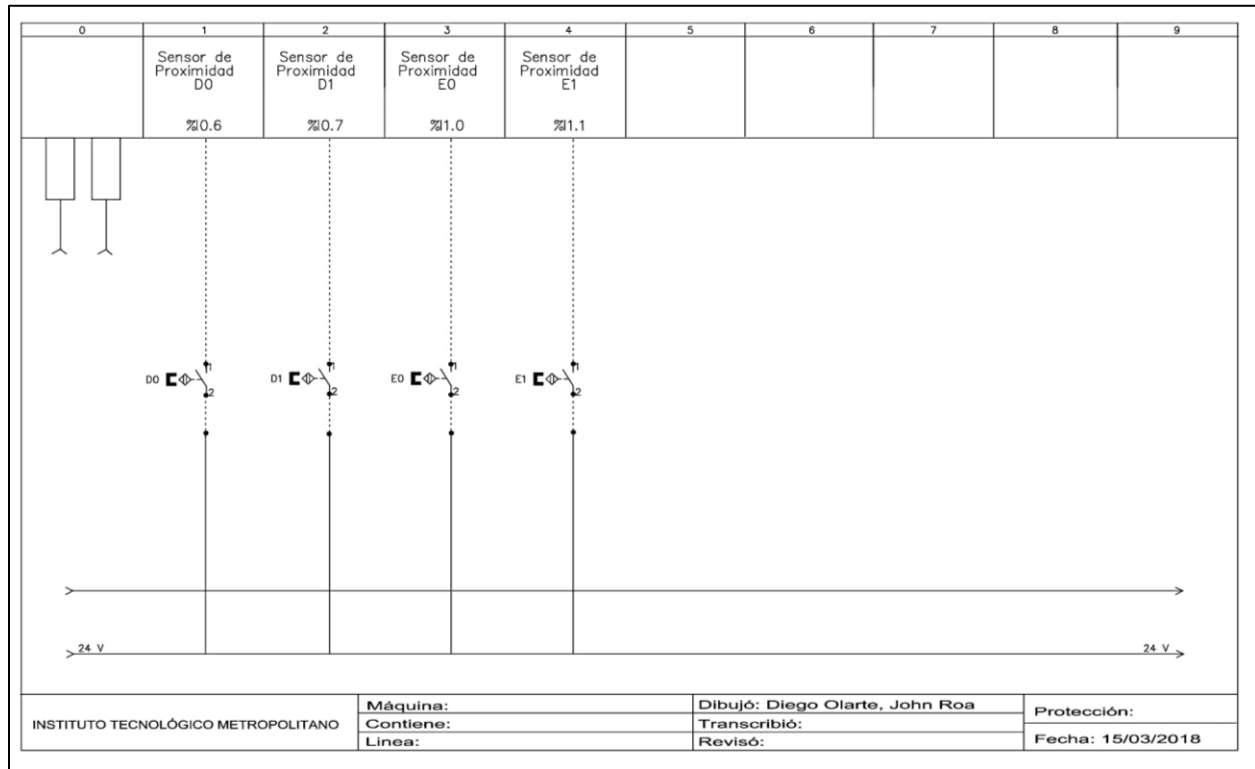 0 1 2 3 4 5 6 7 8 9
Sensor de Proximidad D0
Sensor de Proximidad D1
Sensor de Proximidad E0
Sensor de Proximidad E1
%I0.6 %I0.7 %I1.0 %I1.1
1 1 1 1
D0 D1 E0 E1
2 2 2 2
24 V 24 V
INSTITUTO TECNOLÓGICO METROPOLITANO
Máquina:
Contiene:
Linea:
Dibujó: Diego Olarte, John Roa
Transcribió:
Revisó:
Protección:
Fecha: 15/03/2018